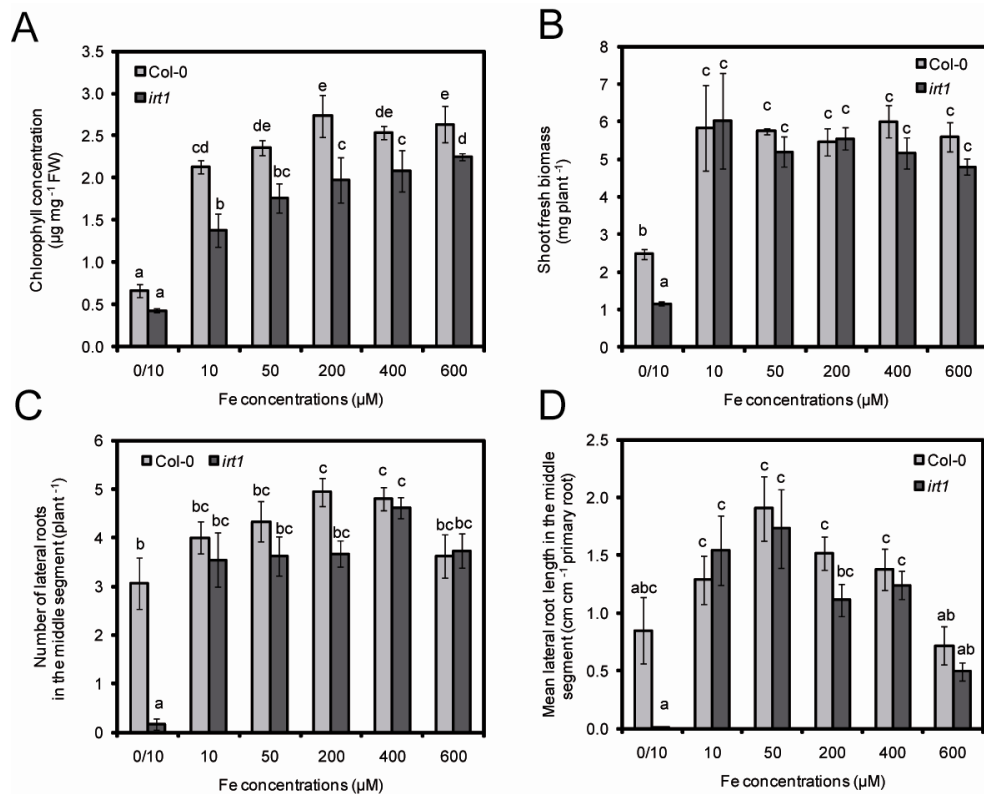 A
Chlorophyll concentration
(µg mg -1 FW)
3.5
3.0
2.5
2.0
1.5
1.0
0.5
0.0
Col-0
irt1
a a cd b de bc e c de c e d
0/10 10 50 200 400 600
Fe concentrations (µM)
B
Shoot fresh biomass
(mg plant -1)
8
7
6
5
4
3
2
1
0
Col-0
irt1
b a c c c c c c c c c c
0/10 10 50 200 400 600
Fe concentrations (µM)
C
Number of lateral roots
in the middle segment (plant -1)
6
5
4
3
2
1
0
Col-0 irt1
b a bc bc bc bc c bc c c bc bc
0/10 10 50 200 400 600
Fe concentrations (µM)
D
Mean lateral root length in the middle
segment (cm cm -1 primary root)
2.5
2.0
1.5
1.0
0.5
0.0
Col-0
irt1
abc a c c c c c bc c c ab ab
0/10 10 50 200 400 600
Fe concentrations (µM)